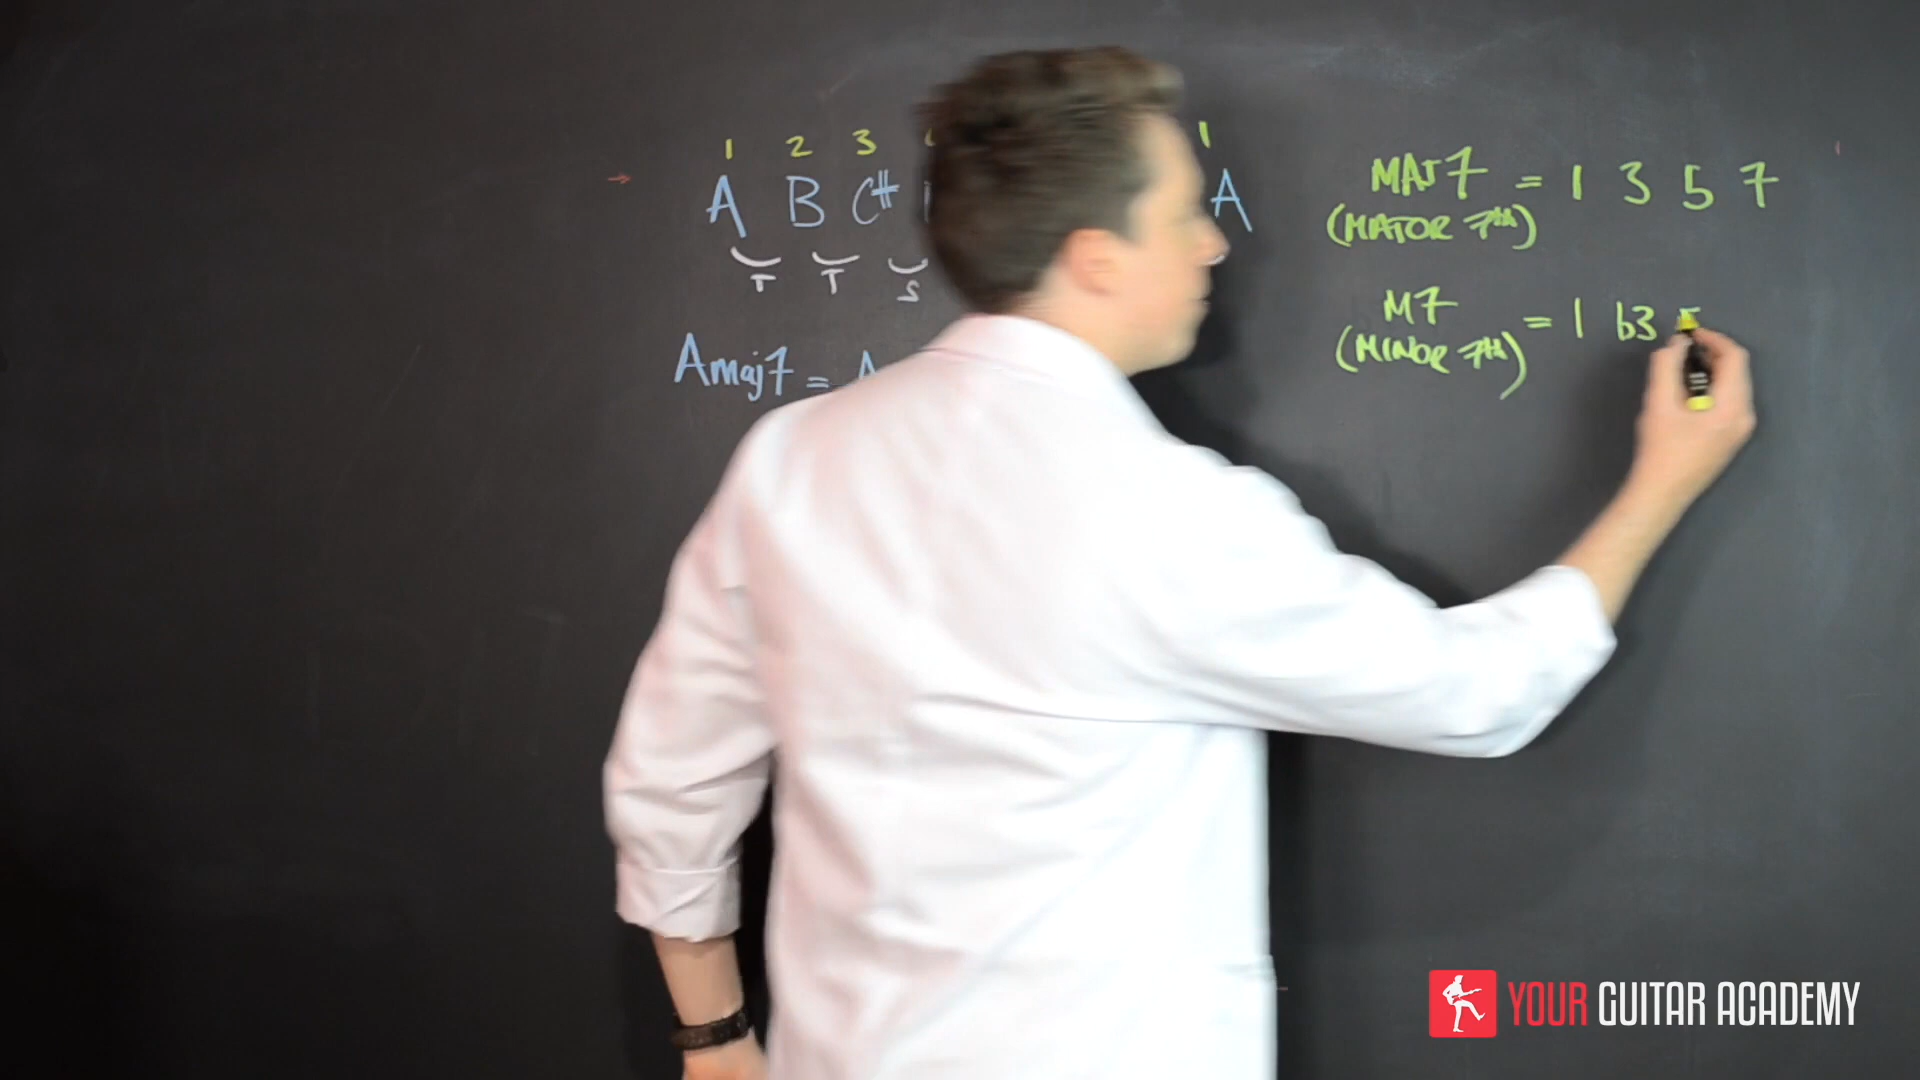 1 2 3 1
A B C# A
T T S
Amaj7 = A
MAJ7 = 1 3 5 7
(MAJOR 7th)
M7 = 1 b3 5
(MINOR 7th)
YOUR GUITAR ACADEMY